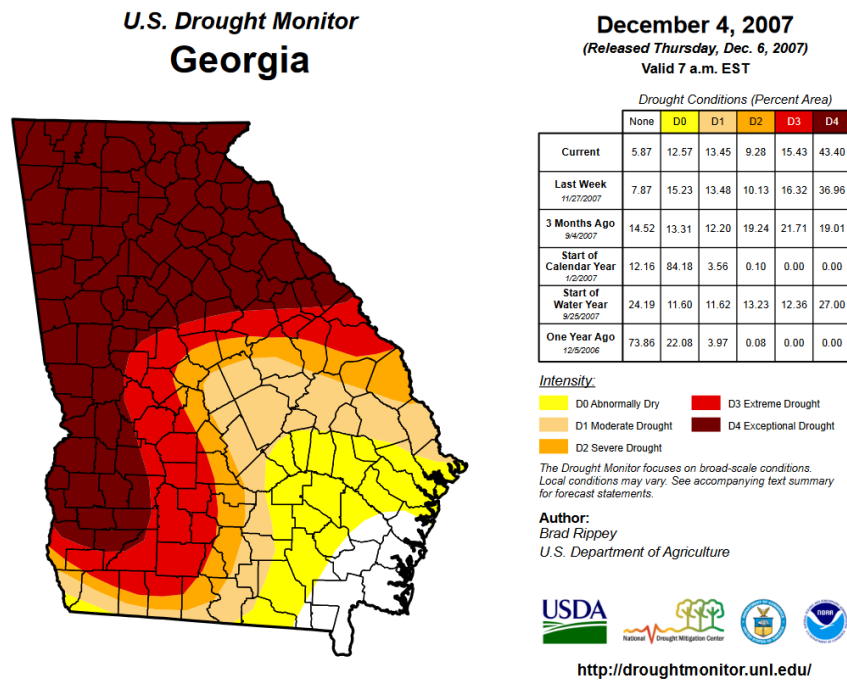 U.S. Drought Monitor
Georgia
December 4, 2007
(Released Thursday, Dec. 6, 2007)
Valid 7 a.m. EST
Drought Conditions (Percent Area)
None D0 D1 D2 D3 D4
Current 5.87 12.57 13.45 9.28 15.43 43.40
Last Week
11/27/2007
7.87 15.23 13.48 10.13 16.32 36.96
3 Months Ago
9/4/2007
14.52 13.31 12.20 19.24 21.71 19.01
Start of
Calendar Year
1/2/2007
12.16 84.18 3.56 0.10 0.00 0.00
Start of
Water Year
9/25/2007
24.19 11.60 11.62 13.23 12.36 27.00
One Year Ago
12/5/2006
73.86 22.08 3.97 0.08 0.00 0.00
Intensity:
D0 Abnormally Dry
D1 Moderate Drought
D2 Severe Drought
D3 Extreme Drought
D4 Exceptional Drought
The Drought Monitor focuses on broad-scale conditions.
Local conditions may vary. See accompanying text summary
for forecast statements.
Author:
Brad Rippey
U.S. Department of Agriculture
USDA
National Drought Mitigation Center
noaa
http://droughtmonitor.unl.edu/